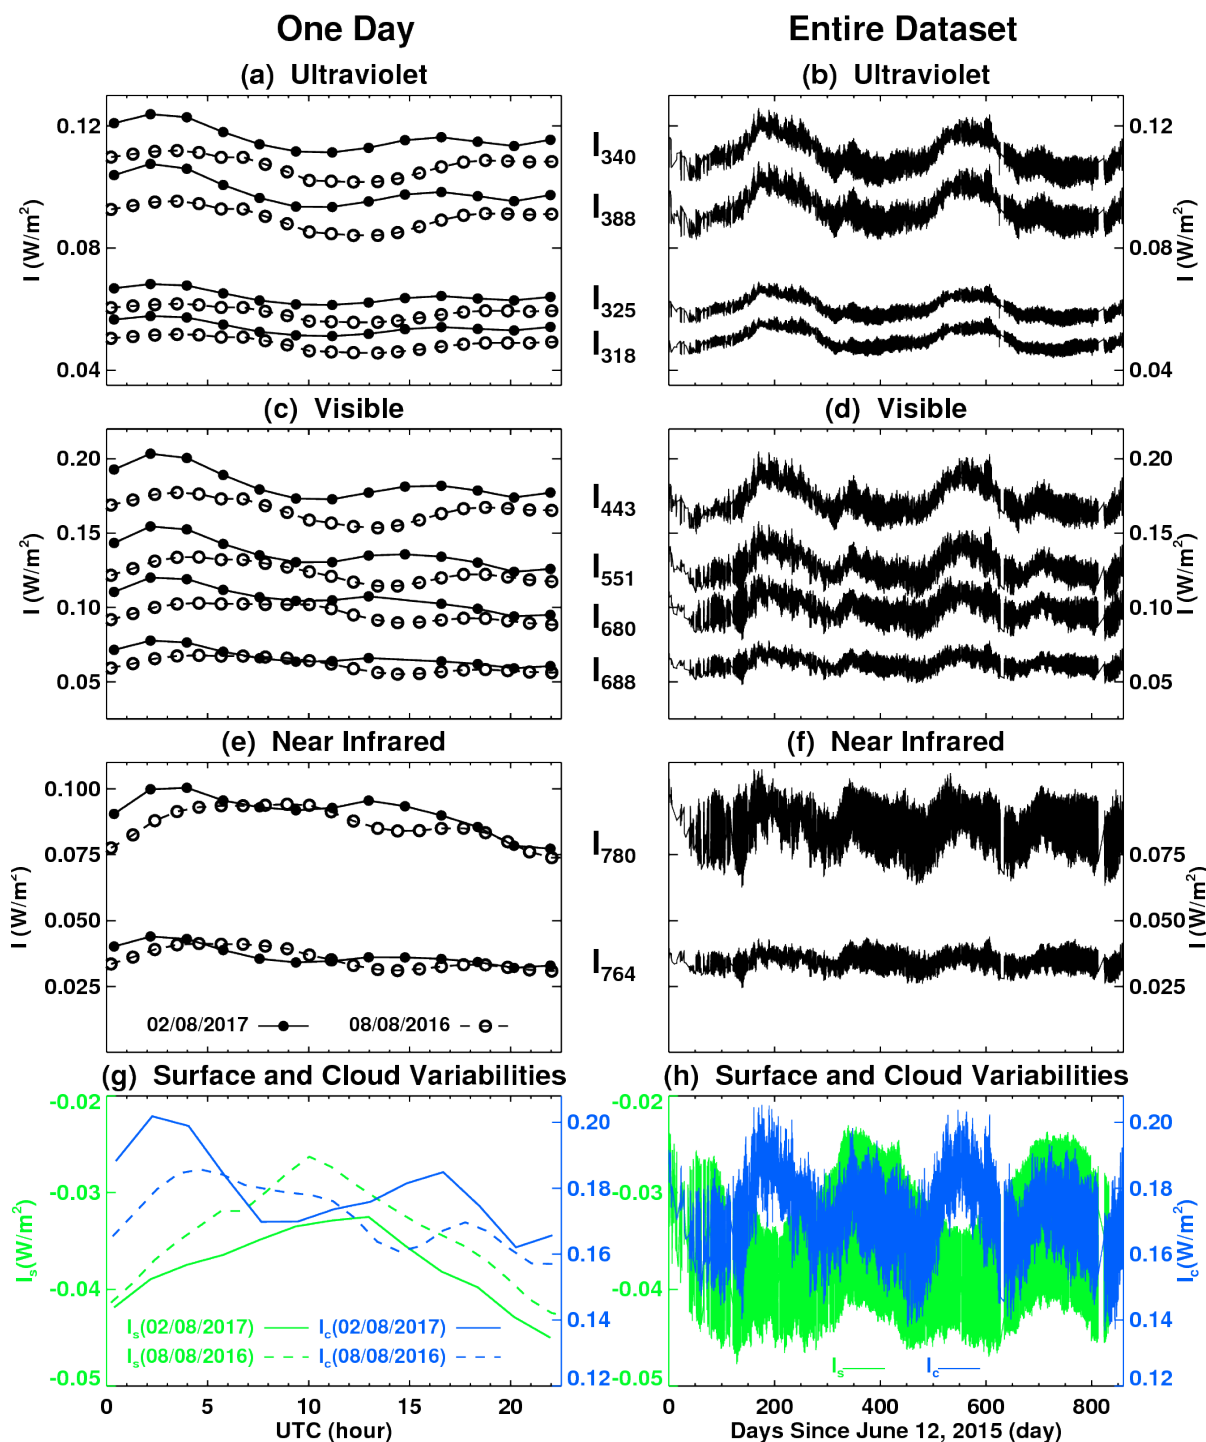 One Day
Entire Dataset
(a) Ultraviolet
(b) Ultraviolet
0.12
0.08
0.04
I (W/m²)
I₃₄₀
I₃₈₈
I₃₂₅
I₃₁₈
0.12
0.08
0.04
I (W/m²)
(c) Visible
(d) Visible
0.20
0.15
0.10
0.05
I (W/m²)
I₄₄₃
I₅₅₁
I₆₈₀
I₆₈₈
0.20
0.15
0.10
0.05
I (W/m²)
(e) Near Infrared
(f) Near Infrared
0.100
0.075
0.050
0.025
I (W/m²)
I₇₈₀
I₇₆₄
0.075
0.050
0.025
I (W/m²)
02/08/2017
08/08/2016
(g) Surface and Cloud Variabilities
(h) Surface and Cloud Variabilities
-0.02
-0.03
-0.04
-0.05
Iₛ(W/m²)
0.20
0.18
0.16
0.14
0.12
Iₛ(02/08/2017)
I_c(02/08/2017)
Iₛ(08/08/2016)
I_c(08/08/2016)
-0.02
-0.03
-0.04
-0.05
0.20
0.18
0.16
0.14
0.12
I_c(W/m²)
Iₛ
I_c
0 5 10 15 20
UTC (hour)
0 200 400 600 800
Days Since June 12, 2015 (day)